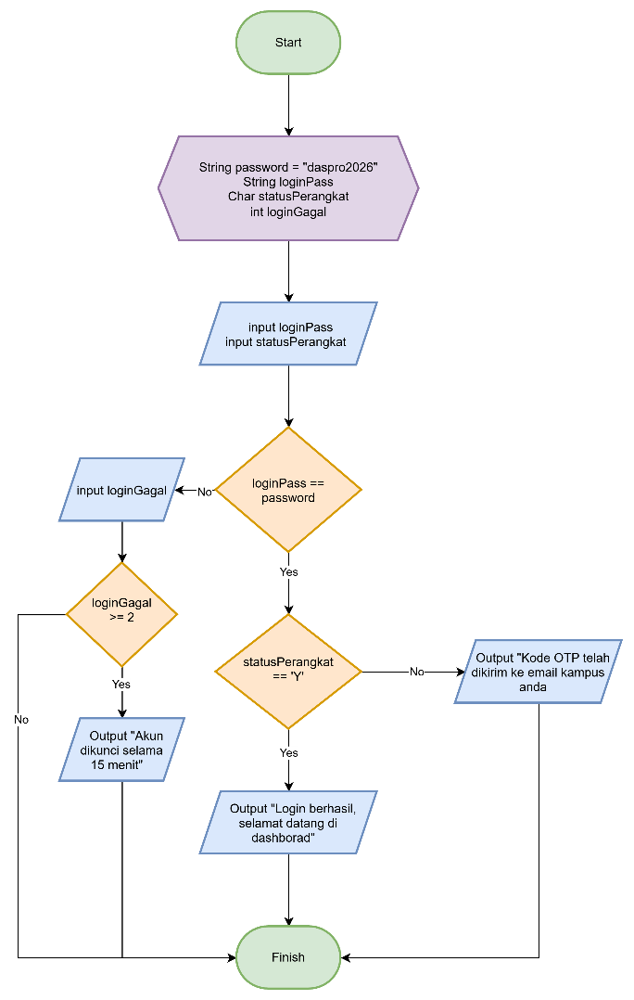 Start
String password = "daspro2026"
String loginPass
Char statusPerangkat
int loginGagal
input loginPass
input statusPerangkat
loginPass ==
password
No
input loginGagal
Yes
loginGagal
>= 2
statusPerangkat
== 'Y'
No
Output "Kode OTP telah
dikirim ke email kampus
anda
Yes
No
Output "Akun
dikunci selama
15 menit"
Yes
Output "Login berhasil,
selamat datang di
dashborad"
Finish